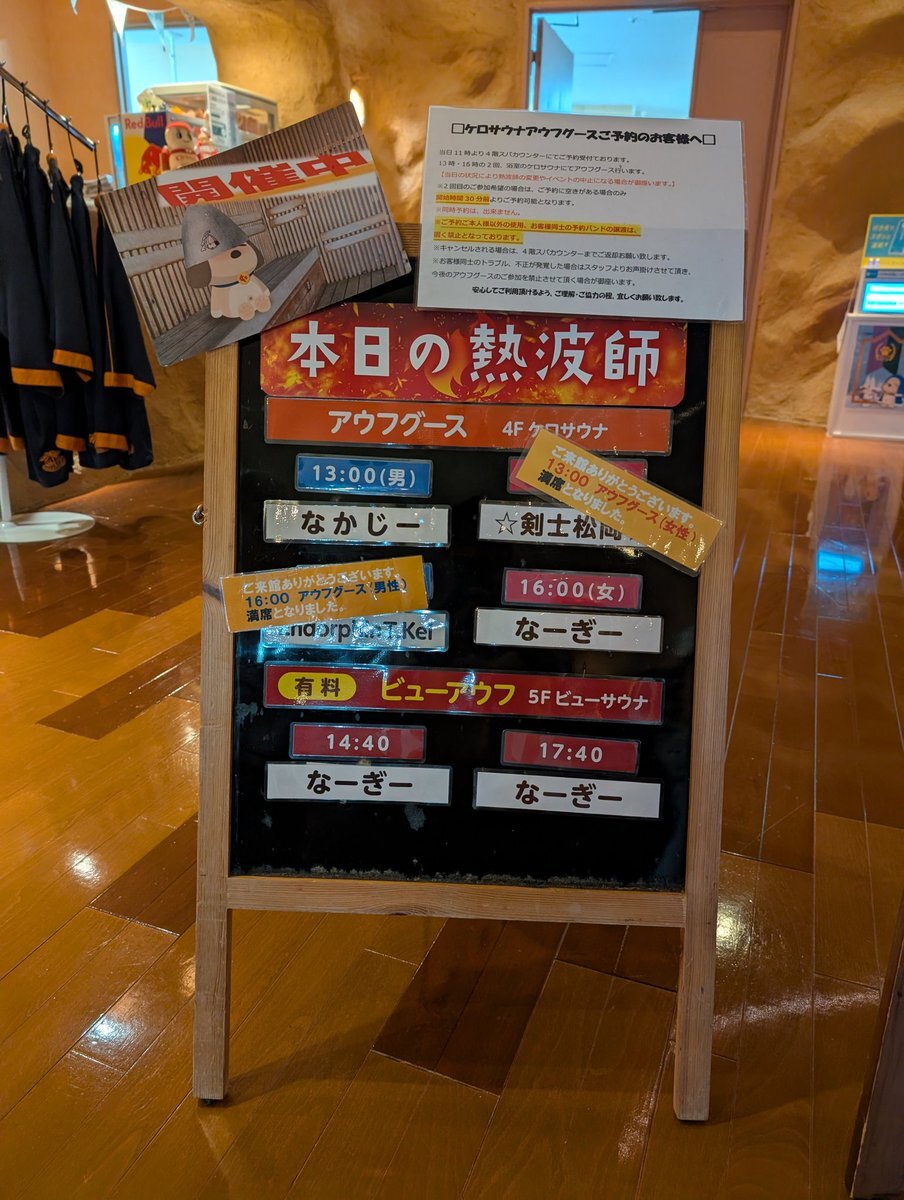 RedBull
開催中
□ケロサウナアウフグースご予約のお客様へ□
当日11時より4階スパカウンターにてご予約受付ております。
13時・16時の2回、浴室のケロサウナにてアウフグース行います。
【当日の状況により熱波師の変更やイベントの中止になる場合が御座います。】
※2回目のご参加希望の場合は、ご予約に空きがある場合のみ
開始時間30分前よりご予約可能となります。
※同時予約は、出来ません。
※ご予約ご本人様以外の使用、お客様同士の予約バンドの譲渡は、
固く禁止となっております。
※キャンセルされる場合は、4階スパカウンターまでご返却お願い致します。
※お客様同士のトラブル、不正が発覚した場合はスタッフよりお声掛けさせて頂き、
今後のアウフグースのご参加を禁止させて頂く場合が御座います。
安心してご利用頂けるよう、ご理解・ご協力の程、宜しくお願い致します。
本日の熱波師
アウフグース 4F ケロサウナ
13:00(男)
なかじー
☆剣士松岡
ご来館ありがとうございます。
13:00 アウフグース(女性)
満席となりました。
ご来館ありがとうございます。
16:00 アウフグース(男性)
満席となりました。
T.Kei
16:00(女)
なーぎー
有料 ビューアウフ 5F ビューサウナ
14:40
17:40
なーぎー
なーぎー